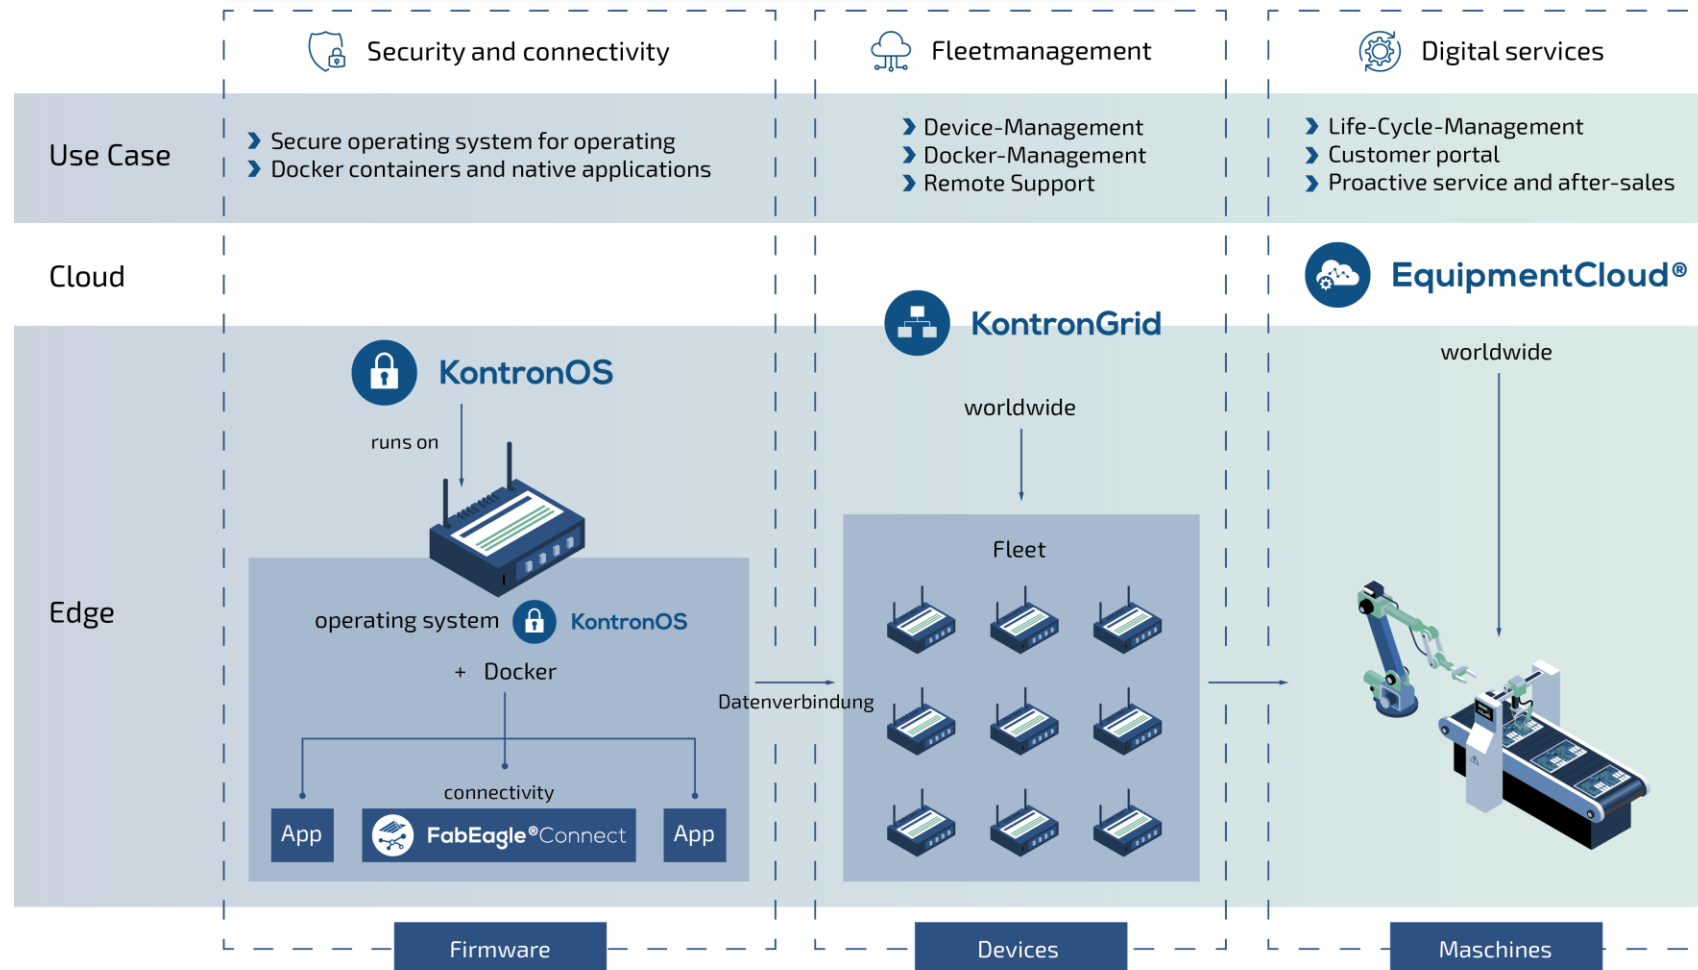 Security and connectivity
Fleetmanagement
Digital services
Use Case
Secure operating system for operating
Docker containers and native applications
Device-Management
Docker-Management
Remote Support
Life-Cycle-Management
Customer portal
Proactive service and after-sales
Cloud
EquipmentCloud®
KontronGrid
worldwide
KontronOS
worldwide
runs on
Fleet
Edge
operating system KontronOS
+ Docker
Datenverbindung
connectivity
App
FabEagle®Connect
App
Firmware
Devices
Maschines